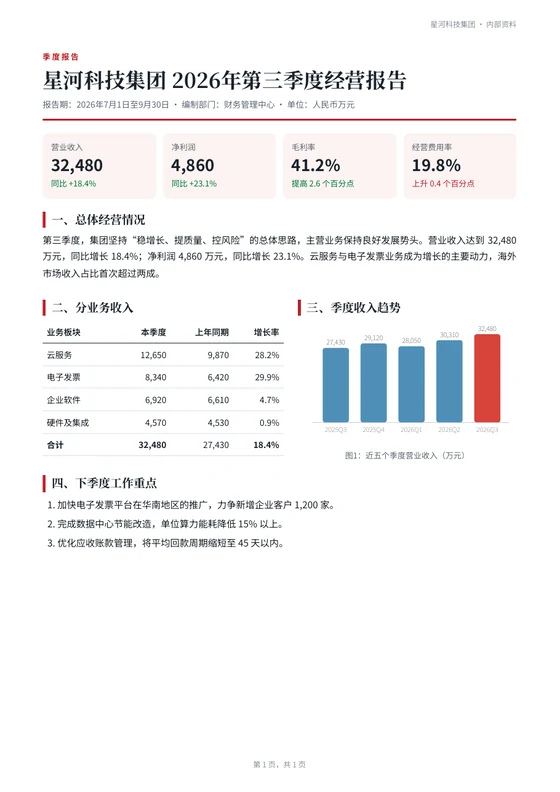 星河科技集团 · 内部资料
季度报告
星河科技集团 2026年第三季度经营报告
报告期：2026年7月1日至9月30日 · 编制部门：财务管理中心 · 单位：人民币万元
营业收入
32,480
同比 +18.4%
净利润
4,860
同比 +23.1%
毛利率
41.2%
提高 2.6 个百分点
经营费用率
19.8%
上升 0.4 个百分点
一、总体经营情况
第三季度，集团坚持“稳增长、提质量、控风险”的总体思路，主营业务保持良好发展势头。营业收入达到 32,480
万元，同比增长 18.4%；净利润 4,860 万元，同比增长 23.1%。云服务与电子发票业务成为增长的主要动力，海外
市场收入占比首次超过两成。
二、分业务收入
业务板块 本季度 上年同期 增长率
云服务 12,650 9,870 28.2%
电子发票 8,340 6,420 29.9%
企业软件 6,920 6,610 4.7%
硬件及集成 4,570 4,530 0.9%
合计 32,480 27,430 18.4%
三、季度收入趋势
27,430 29,120 28,050 30,310 32,480
2025Q3 2025Q4 2026Q1 2026Q2 2026Q3
图1：近五个季度营业收入（万元）
四、下季度工作重点
1. 加快电子发票平台在华南地区的推广，力争新增企业客户 1,200 家。
2. 完成数据中心节能改造，单位算力能耗降低 15% 以上。
3. 优化应收账款管理，将平均回款周期缩短至 45 天以内。
第 1 页，共 1 页